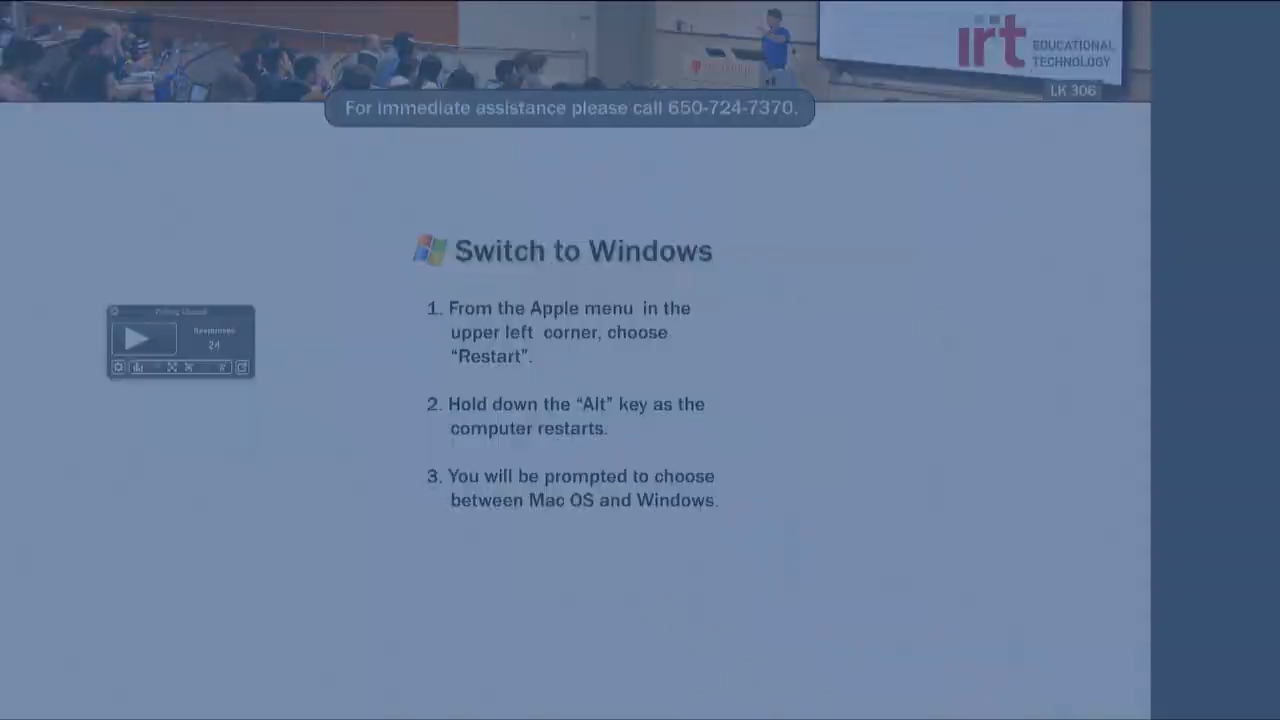 irt EDUCATIONAL
TECHNOLOGY
LK 306
For immediate assistance please call 650-724-7370.
Switch to Windows
1. From the Apple menu in the
upper left corner, choose
“Restart”.
Responses
24
2. Hold down the “Alt” key as the
computer restarts.
3. You will be prompted to choose
between Mac OS and Windows.